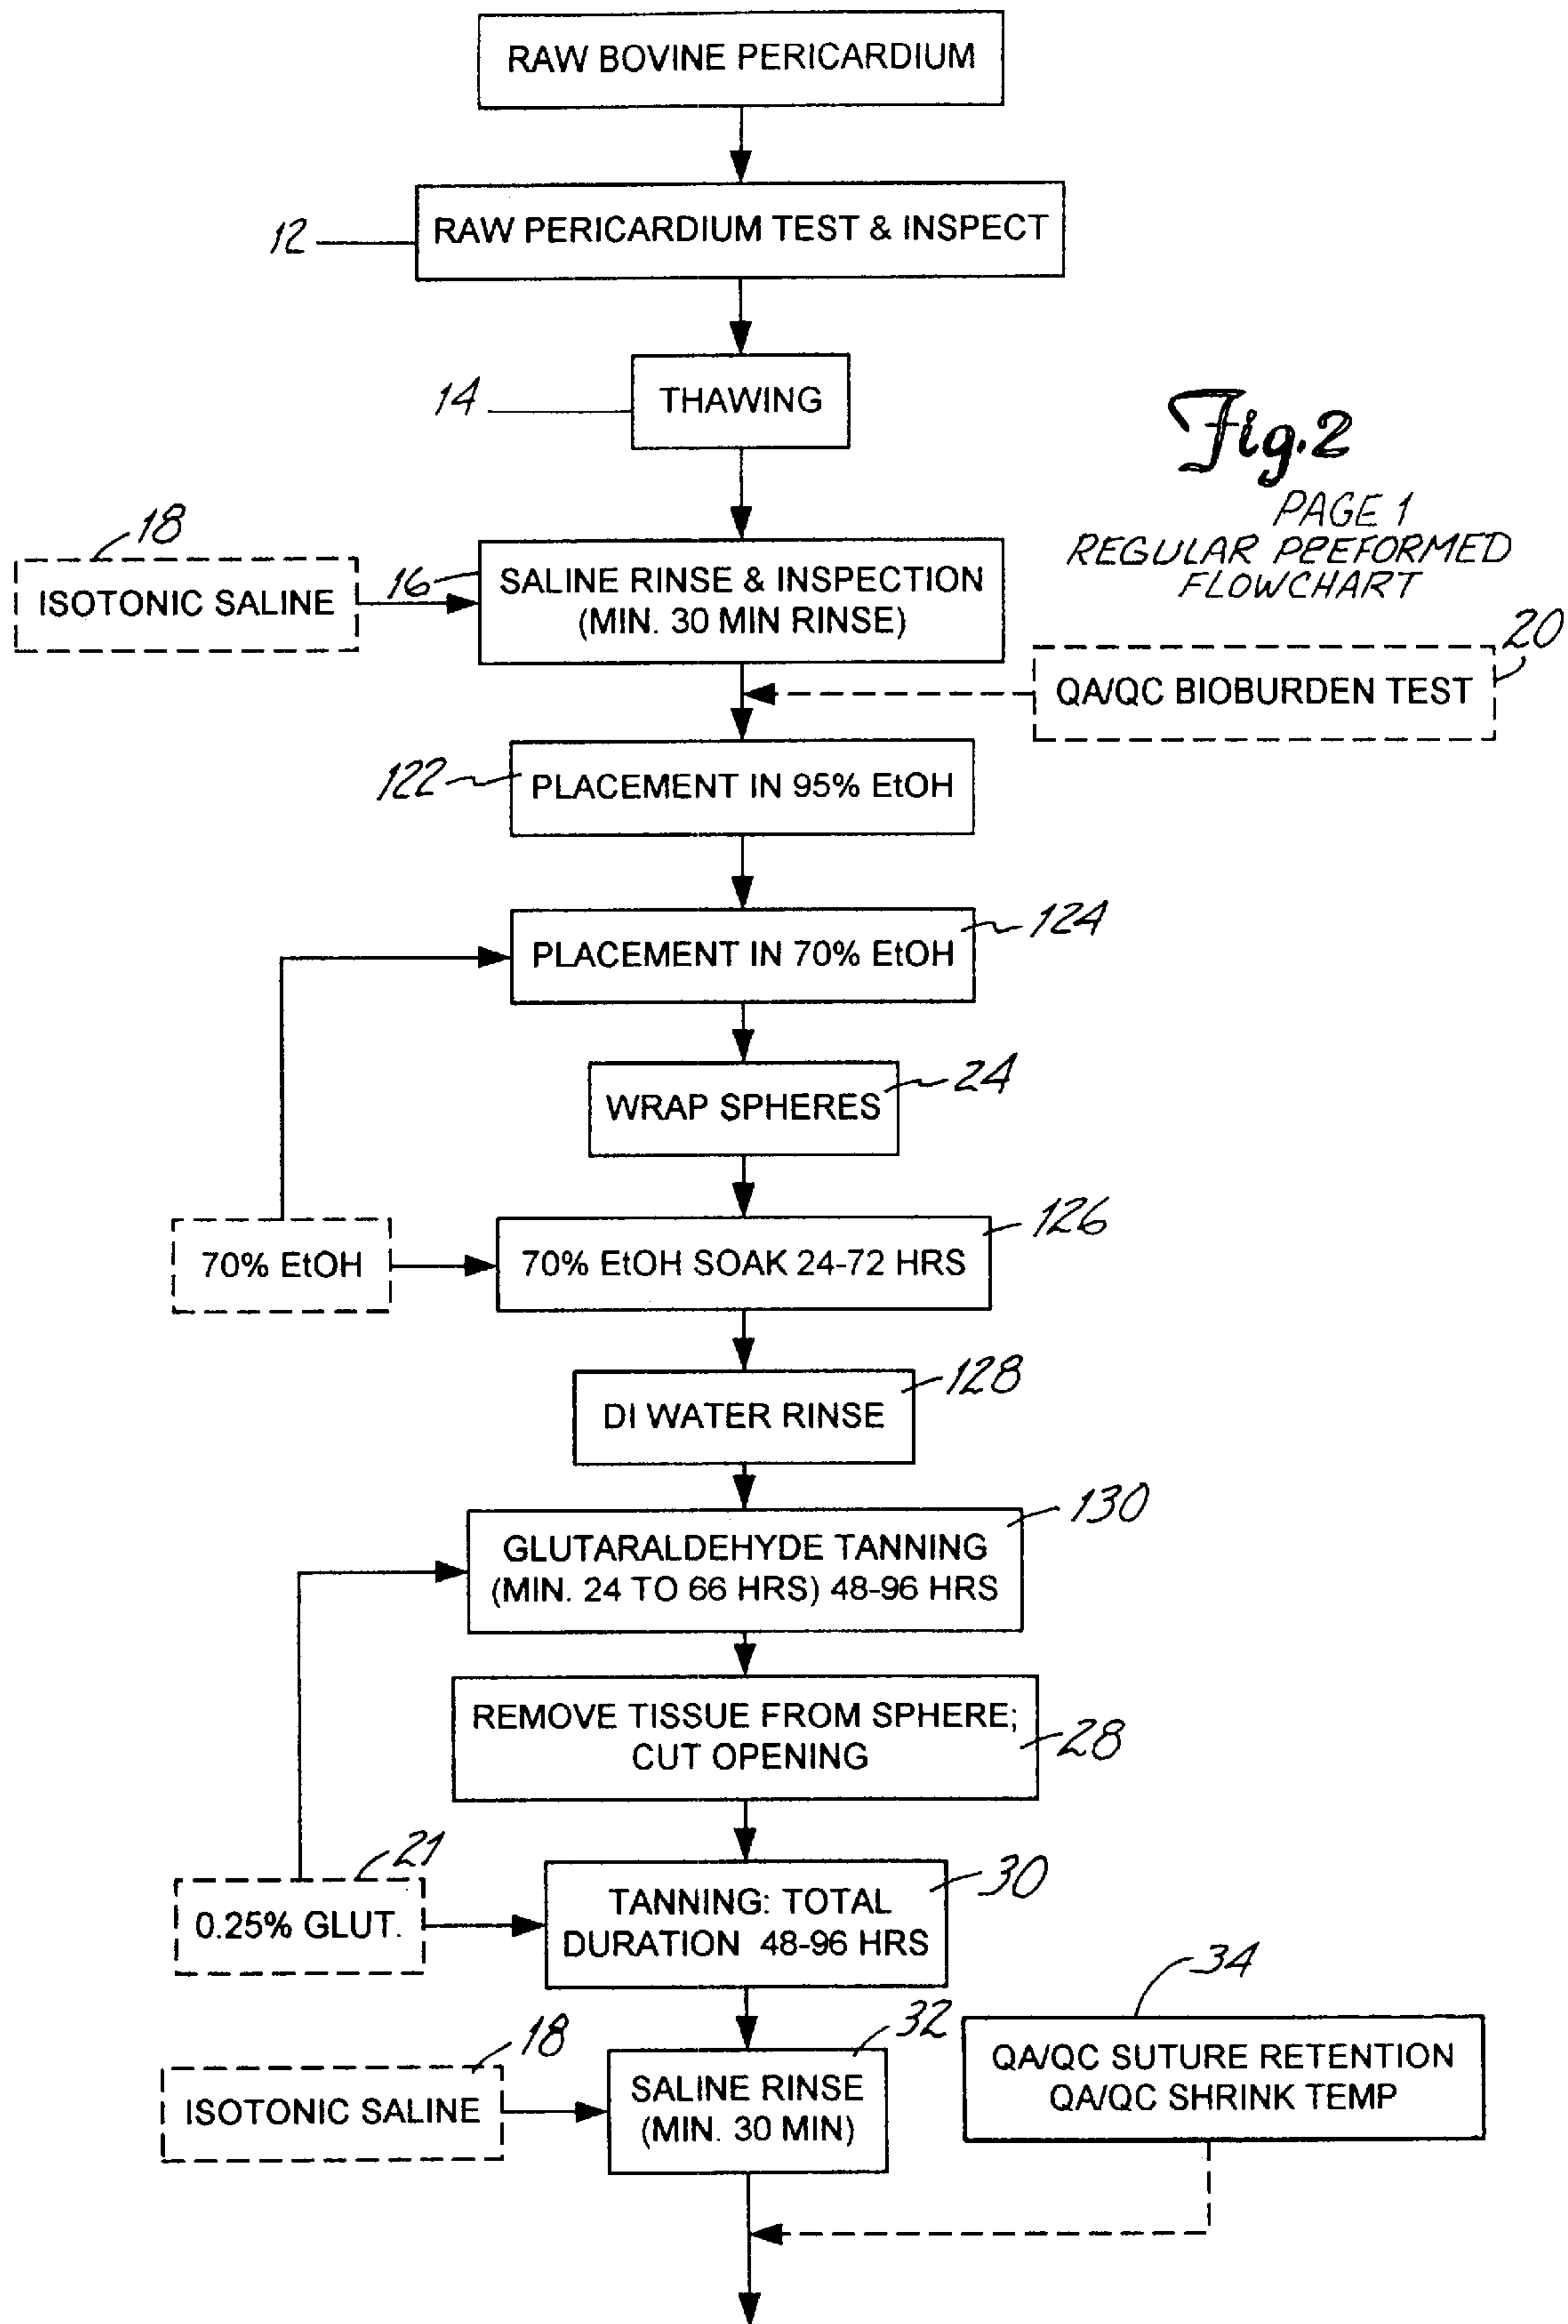 RAW BOVINE PERICARDIUM
12
RAW PERICARDIUM TEST & INSPECT
14
THAWING
Fig.2
PAGE 1
REGULAR PREFORMED
FLOWCHART
18
ISOTONIC SALINE
16
SALINE RINSE & INSPECTION
(MIN. 30 MIN RINSE)
20
QA/QC BIOBURDEN TEST
122
PLACEMENT IN 95% EtOH
124
PLACEMENT IN 70% EtOH
24
WRAP SPHERES
126
70% EtOH
70% EtOH SOAK 24-72 HRS
128
DI WATER RINSE
130
GLUTARALDEHYDE TANNING
(MIN. 24 TO 66 HRS) 48-96 HRS
REMOVE TISSUE FROM SPHERE;
CUT OPENING
28
21
0.25% GLUT.
30
TANNING: TOTAL
DURATION 48-96 HRS
34
QA/QC SUTURE RETENTION
QA/QC SHRINK TEMP
18
ISOTONIC SALINE
32
SALINE RINSE
(MIN. 30 MIN)